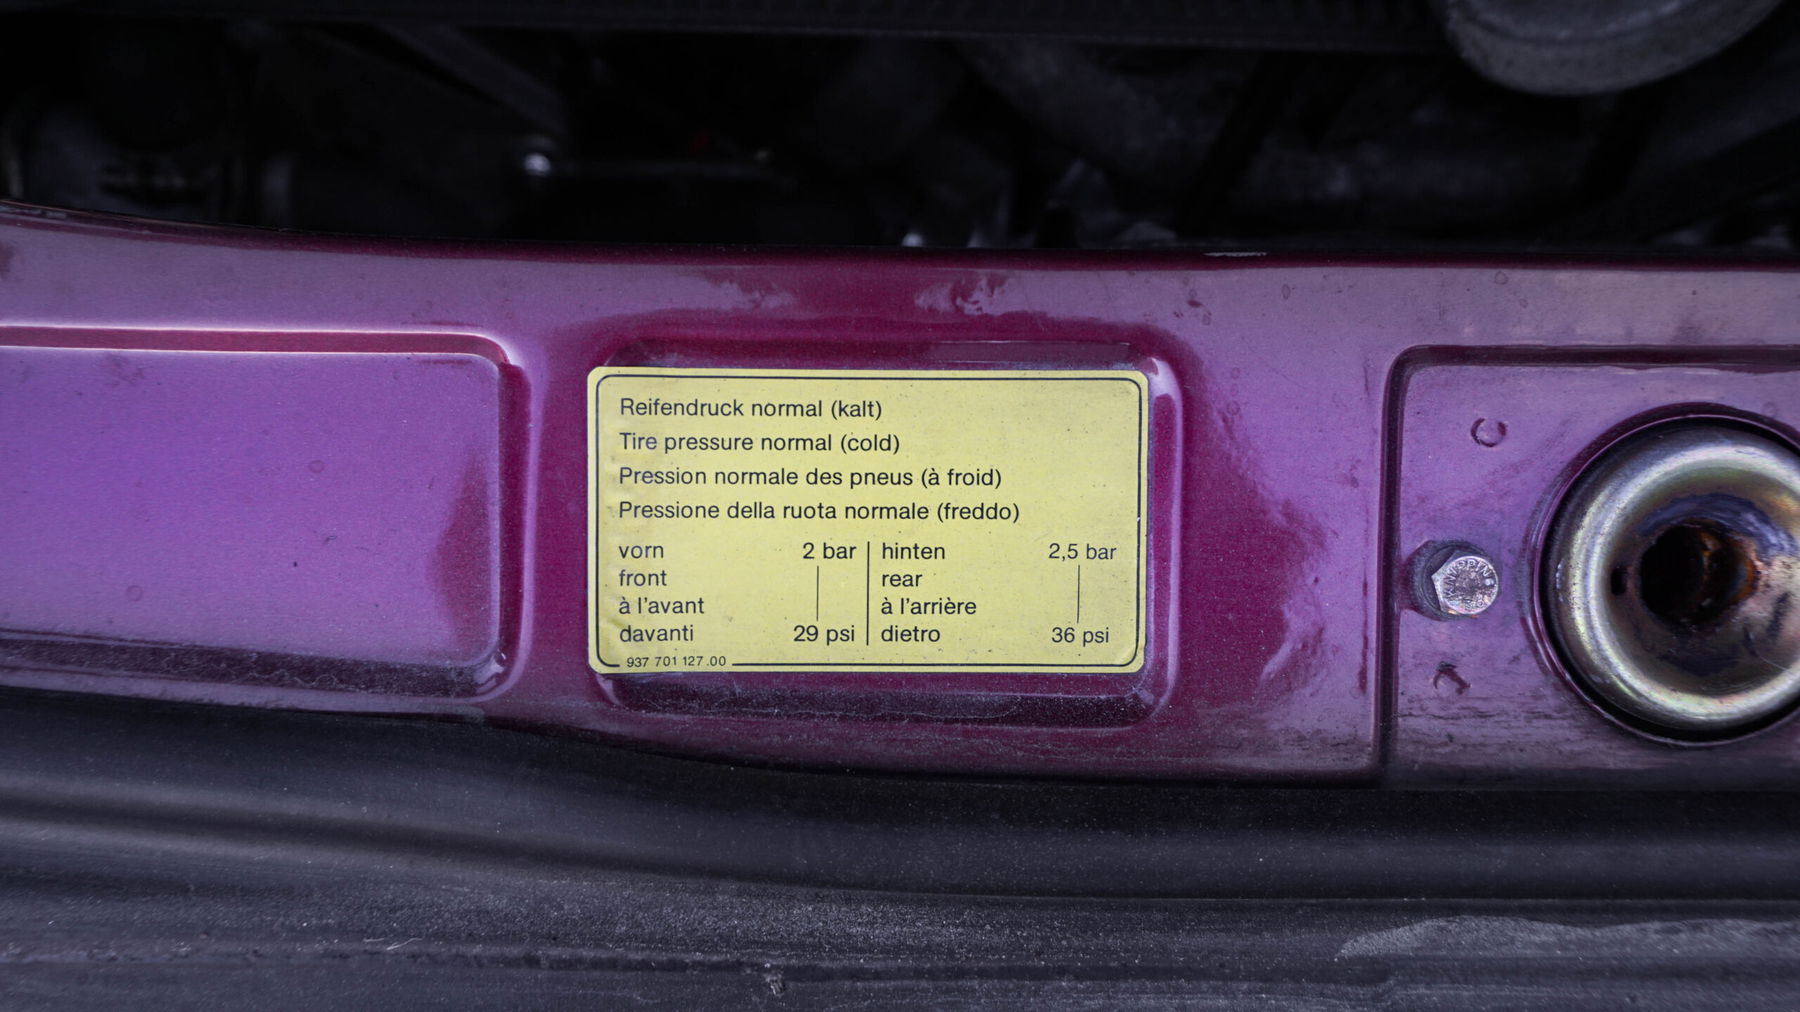 Reifendruck normal (kalt)
Tire pressure normal (cold)
Pression normale des pneus (à froid)
Pressione della ruota normale (freddo)
vorn 2 bar hinten 2,5 bar
front rear
à l'avant à l'arrière
davanti 29 psi dietro 36 psi
937 701 127.00